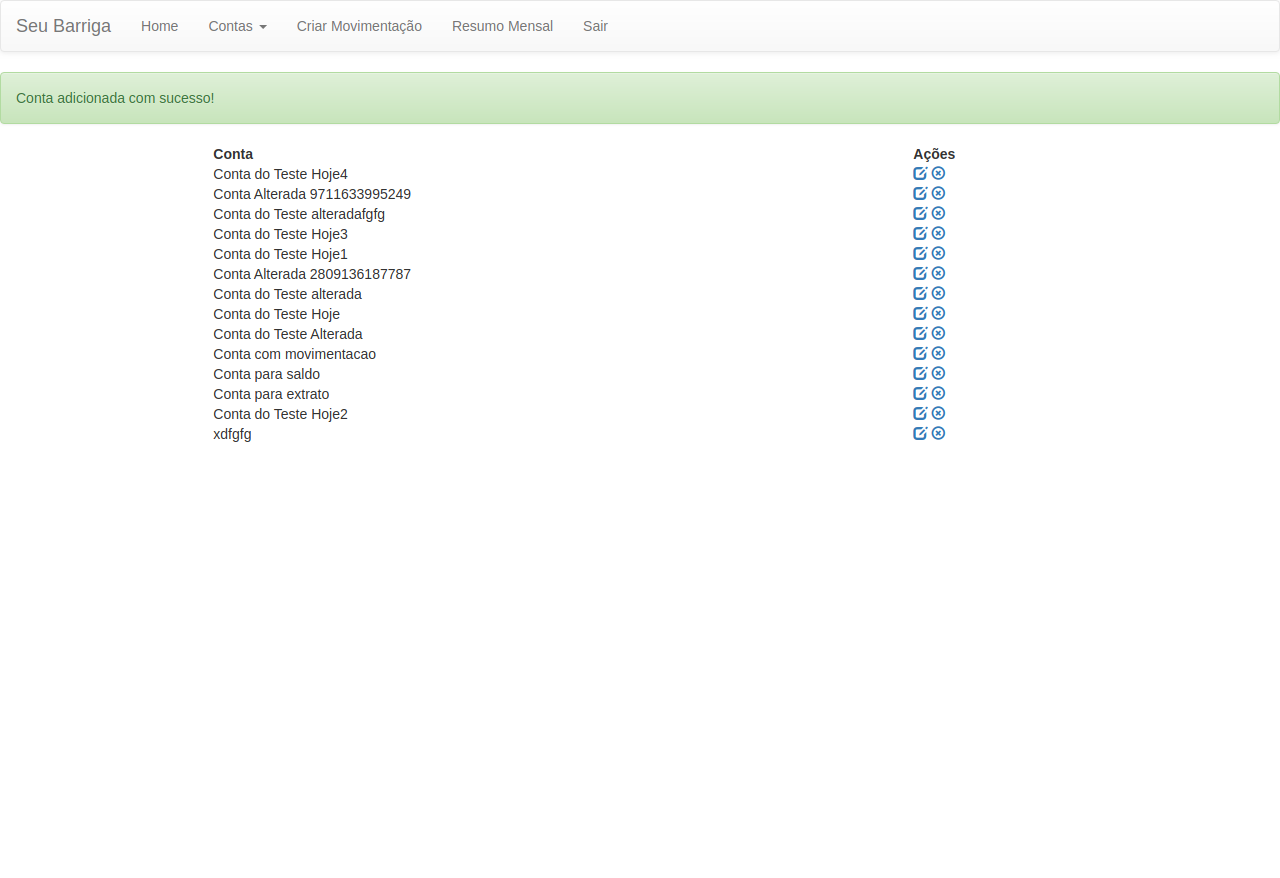 Seu Barriga Home Contas Criar Movimentação Resumo Mensal Sair
Conta adicionada com sucesso!
Conta Ações
Conta do Teste Hoje4
Conta Alterada 9711633995249
Conta do Teste alteradafgfg
Conta do Teste Hoje3
Conta do Teste Hoje1
Conta Alterada 2809136187787
Conta do Teste alterada
Conta do Teste Hoje
Conta do Teste Alterada
Conta com movimentacao
Conta para saldo
Conta para extrato
Conta do Teste Hoje2
xdfgfg